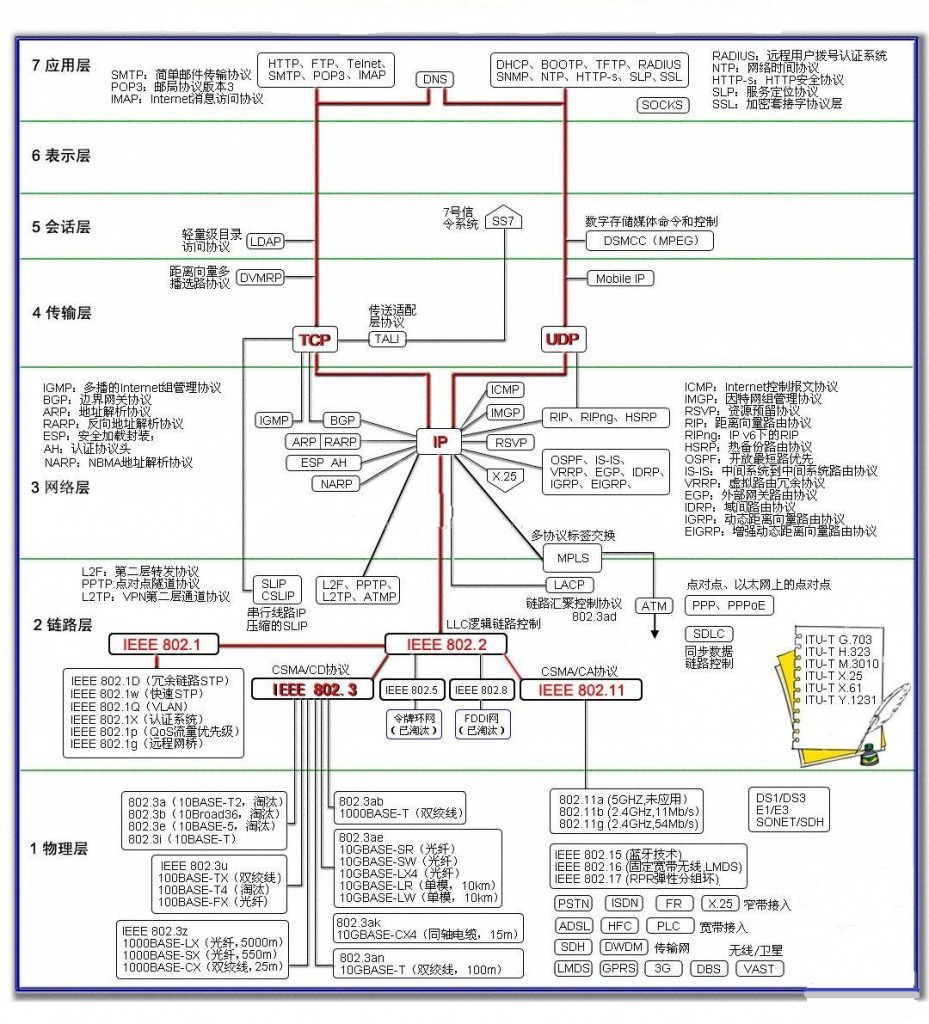 7 应用层
SMTP：简单邮件传输协议
POP3：邮局协议版本3
IMAP：Internet消息访问协议
HTTP、FTP、Telnet、
SMTP、POP3、IMAP
DNS
DHCP、BOOTP、TFTP、RADIUS
SNMP、NTP、HTTP-s、SLP、SSL
SOCKS
RADIUS：远程用户拨号认证系统
NTP：网络时间协议
HTTP-s：HTTP安全协议
SLP：服务定位协议
SSL：加密套接字协议层
6 表示层
5 会话层
轻量级目录
访问协议
LDAP
7号信
令系统
SS7
数字存储媒体命令和控制
DSMCC（MPEG）
4 传输层
距离向量多
播选路协议
DVMRP
Mobile IP
传送适配
层协议
TCP
TALI
UDP
IGMP：多播的Internet组管理协议
BGP：边界网关协议
ARP：地址解析协议
RARP：反向地址解析协议
ESP：安全加载封装；
AH：认证协议头
NARP：NBMA地址解析协议
3 网络层
IGMP
BGP
ARP
RARP
ESP AH
NARP
IP
ICMP
IMGP
RSVP
X.25
RIP、RIPng、HSRP
OSPF、IS-IS、
VRRP、EGP、IDRP、
IGRP、EIGRP、
ICMP：Internet控制报文协议
IMGP：因特网组管理协议
RSVP：资源预留协议
RIP：距离向量路由协议
RIPng：IP v6下的RIP
HSRP：热备份路由协议
OSPF：开放最短路优先
IS-IS：中间系统到中间系统路由协议
VRRP：虚拟路由冗余协议
EGP：外部网关路由协议
IDRP：域间路由协议
IGRP：动态距离向量路由协议
EIGRP：增强动态距离向量路由协议
多协议标签交换
MPLS
L2F：第二层转发协议
PPTP:点对点隧道协议
L2TP：VPN第二层通道协议
2 链路层
SLIP
CSLIP
串行线路IP
压缩的SLIP
L2F、PPTP、
L2TP、ATMP
LACP
链路汇聚控制协议
802.3ad
ATM
点对点、以太网上的点对点
PPP、PPPoE
SDLC
同步数据
链路控制
LLC逻辑链路控制
IEEE 802.1
IEEE 802.2
IEEE 802.1D（冗余链路STP）
IEEE 802.1w（快速STP）
IEEE 802.1Q（VLAN）
IEEE 802.1X（认证系统）
IEEE 802.1p（QoS流量优先级）
IEEE 802.1g（远程网桥）
CSMA/CD协议
IEEE 802.3
IEEE 802.5
IEEE 802.8
CSMA/CA协议
IEEE 802.11
令牌环网
（已淘汰）
FDDI网
（已淘汰）
ITU-T G.703
ITU-T H.323
ITU-T M.3010
ITU-T X.25
ITU-T X.61
ITU-T Y.1231
1 物理层
802.3a（10BASE-T2，淘汰）
802.3b（10Broad36，淘汰）
802.3e（10BASE-5，淘汰）
802.3i（10BASE-T）
IEEE 802.3u
100BASE-TX（双绞线）
100BASE-T4（淘汰）
100BASE-FX（光纤）
IEEE 802.3z
1000BASE-LX（光纤,5000m）
1000BASE-SX（光纤,550m）
1000BASE-CX（双绞线,25m）
802.3ab
1000BASE-T（双绞线）
802.3ae
10GBASE-SR（光纤）
10GBASE-SW（光纤）
10GBASE-LX4（光纤）
10GBASE-LR（单模，10km）
10GBASE-LW（单模，10km）
802.3ak
10GBASE-CX4（同轴电缆，15m）
802.3an
10GBASE-T（双绞线，100m）
802.11a (5GHZ,未应用)
802.11b (2.4GHz,11Mb/s)
802.11g (2.4GHz,54Mb/s)
DS1/DS3
E1/E3
SONET/SDH
IEEE 802.15 (蓝牙技术)
IEEE 802.16 (固定宽带无线,LMDS)
IEEE 802.17 (RPR弹性分组环)
PSTN
ISDN
FR
X.25
窄带接入
ADSL
HFC
PLC
宽带接入
SDH
DWDM
传输网
无线/卫星
LMDS
GPRS
3G
DBS
VAST